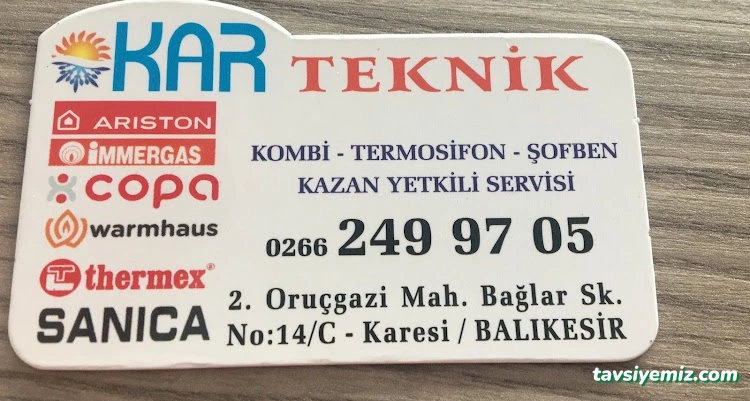 KAR TEKNİK
ARISTON
iMMERGAS
copa
warmhaus
thermex®
SANICA
KOMBİ - TERMOSİFON - ŞOFBEN
KAZAN YETKİLİ SERVİSİ
0266 249 97 05
2. Oruçgazi Mah. Bağlar Sk.
No:14/C - Karesi / BALIKESİR
tavsiyemiz.com